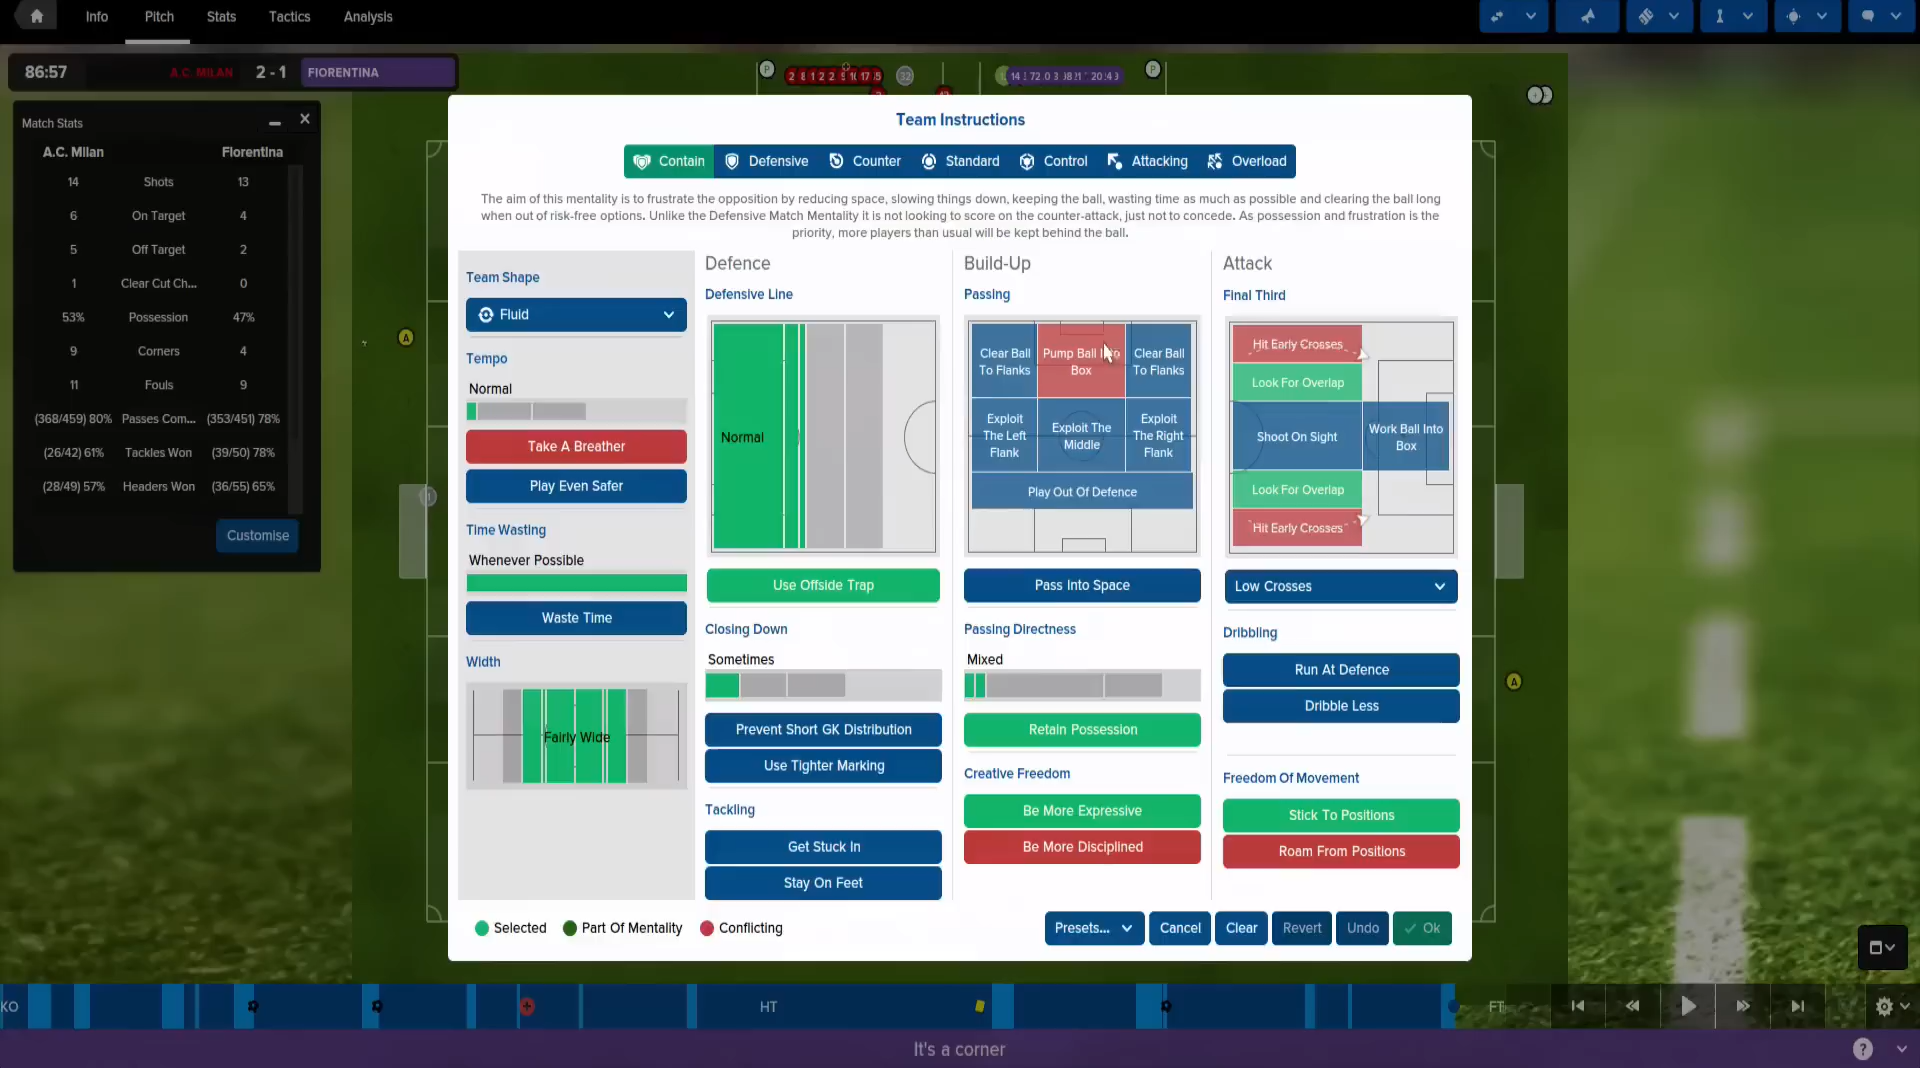 Info
Pitch
Stats
Tactics
Analysis
86:57
A.C. MILAN
2 - 1
FIORENTINA
P
32
P
Match Stats
A.C. Milan
Fiorentina
14 Shots 13
6 On Target 4
5 Off Target 2
1 Clear Cut Ch... 0
53% Possession 47%
9 Corners 4
11 Fouls 9
(368/459) 80% Passes Com... (353/451) 78%
(26/42) 61% Tackles Won (39/50) 78%
(28/49) 57% Headers Won (36/55) 65%
Customise
A
A
Team Instructions
Contain
Defensive
Counter
Standard
Control
Attacking
Overload
The aim of this mentality is to frustrate the opposition by reducing space, slowing things down, keeping the ball, wasting time as much as possible and clearing the ball long
when out of risk-free options. Unlike the Defensive Match Mentality it is not looking to score on the counter-attack, just not to concede. As possession and frustration is the
priority, more players than usual will be kept behind the ball.
Team Shape
Fluid
Tempo
Normal
Take A Breather
Play Even Safer
Time Wasting
Whenever Possible
Waste Time
Width
Fairly Wide
Defence
Defensive Line
Normal
Use Offside Trap
Closing Down
Sometimes
Prevent Short GK Distribution
Use Tighter Marking
Tackling
Get Stuck In
Stay On Feet
Build-Up
Passing
Clear Ball
To Flanks
Pump Ball
Box
Clear Ball
To Flanks
Exploit
The Left
Flank
Exploit The
Middle
Exploit
The Right
Flank
Play Out Of Defence
Pass Into Space
Passing Directness
Mixed
Retain Possession
Creative Freedom
Be More Expressive
Be More Disciplined
Attack
Final Third
Hit Early Crosses
Look For Overlap
Shoot On Sight
Work Ball Into
Box
Look For Overlap
Hit Early Crosses
Low Crosses
Dribbling
Run At Defence
Dribble Less
Freedom Of Movement
Stick To Positions
Roam From Positions
Selected
Part Of Mentality
Conflicting
Presets...
Cancel
Clear
Revert
Undo
Ok
KO
HT
FT
It's a corner
?